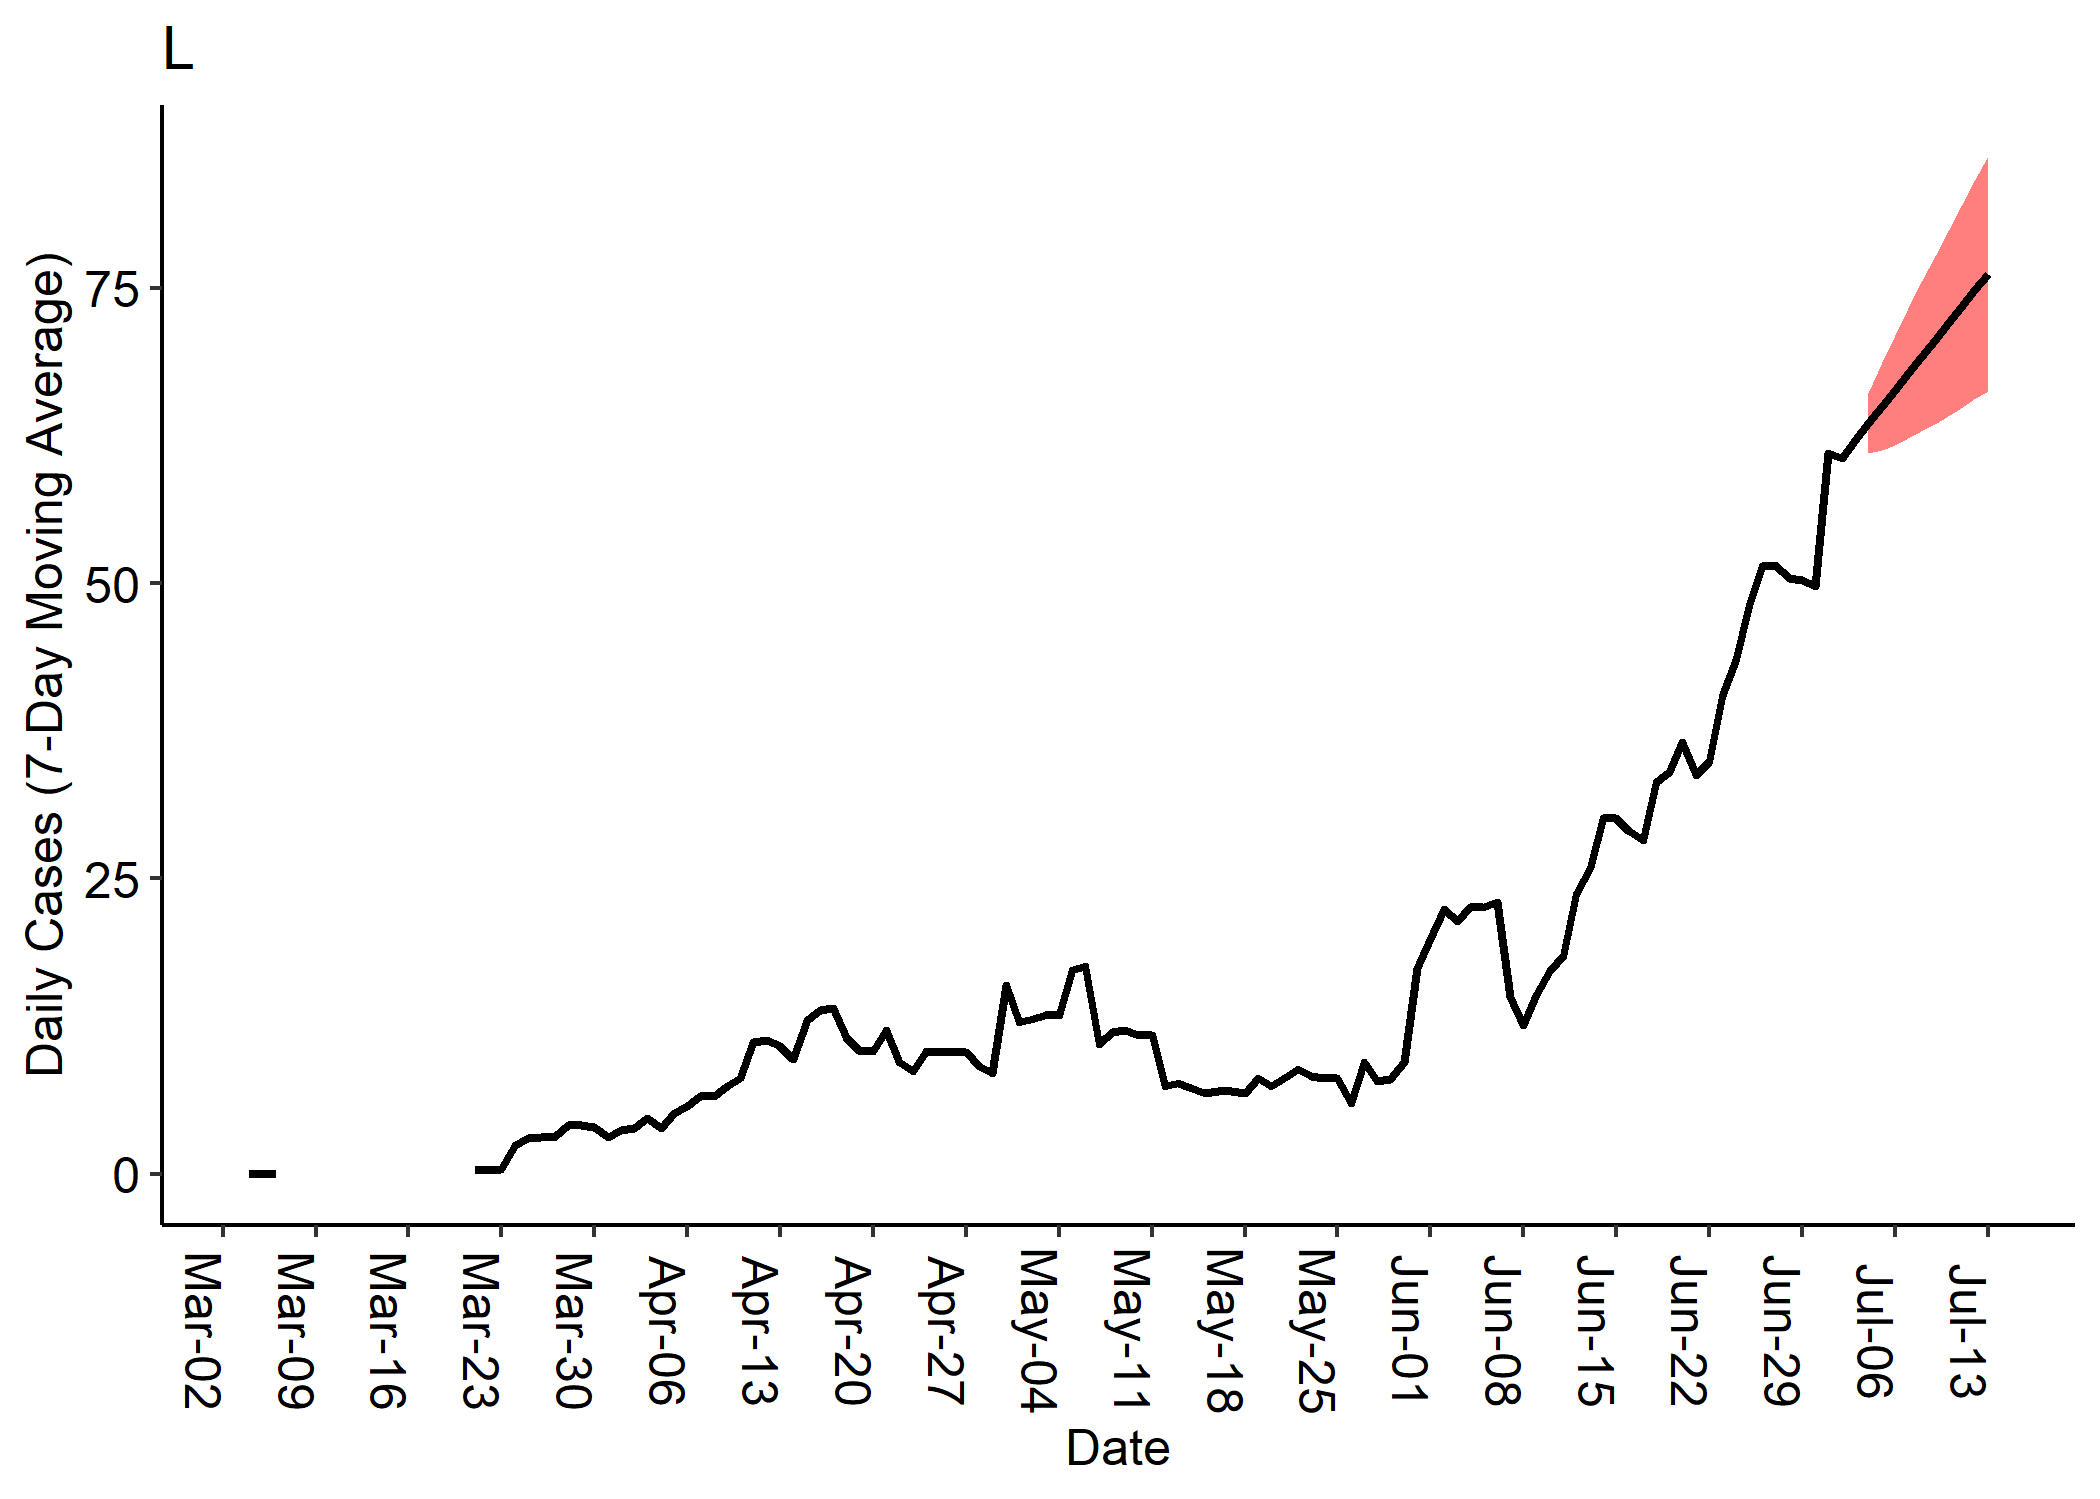 L
Daily Cases (7-Day Moving Average)
75
50
25
0
Mar-02
Mar-09
Mar-16
Mar-23
Mar-30
Apr-06
Apr-13
Apr-20
Apr-27
May-04
May-11
May-18
May-25
Jun-01
Jun-08
Jun-15
Jun-22
Jun-29
Jul-06
Jul-13
Date